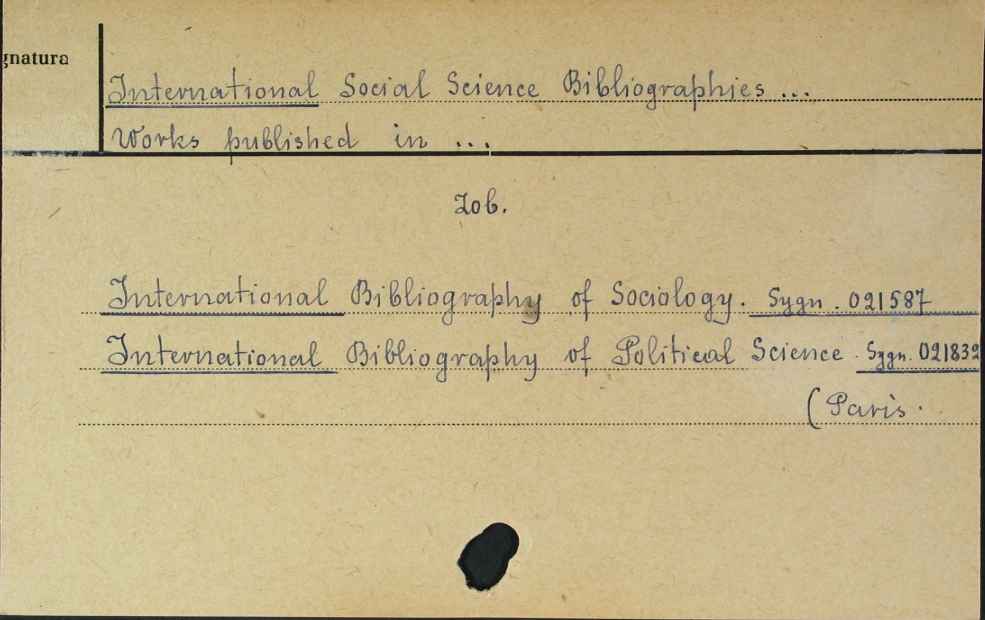 gnatura
International Social Science Bibliographies ...
Works published in ...
Zob.
International Bibliography of Sociology. Sygn. 021587
International Bibliography of Political Science. Sygn. 021832
(Paris.